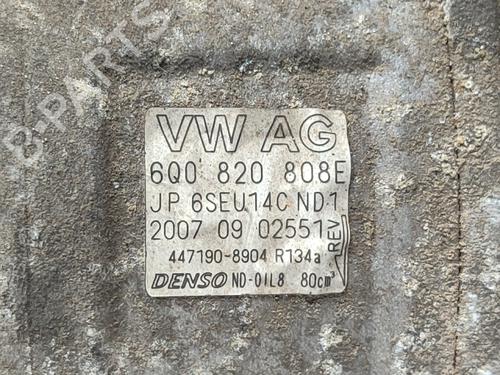 B-PARTS
VW AG
6Q0 820 808E
JP 6SEU14C ND1
2007 09 02551
REV
447190-8904 R134a
DENSO ND-OIL8 80cm³